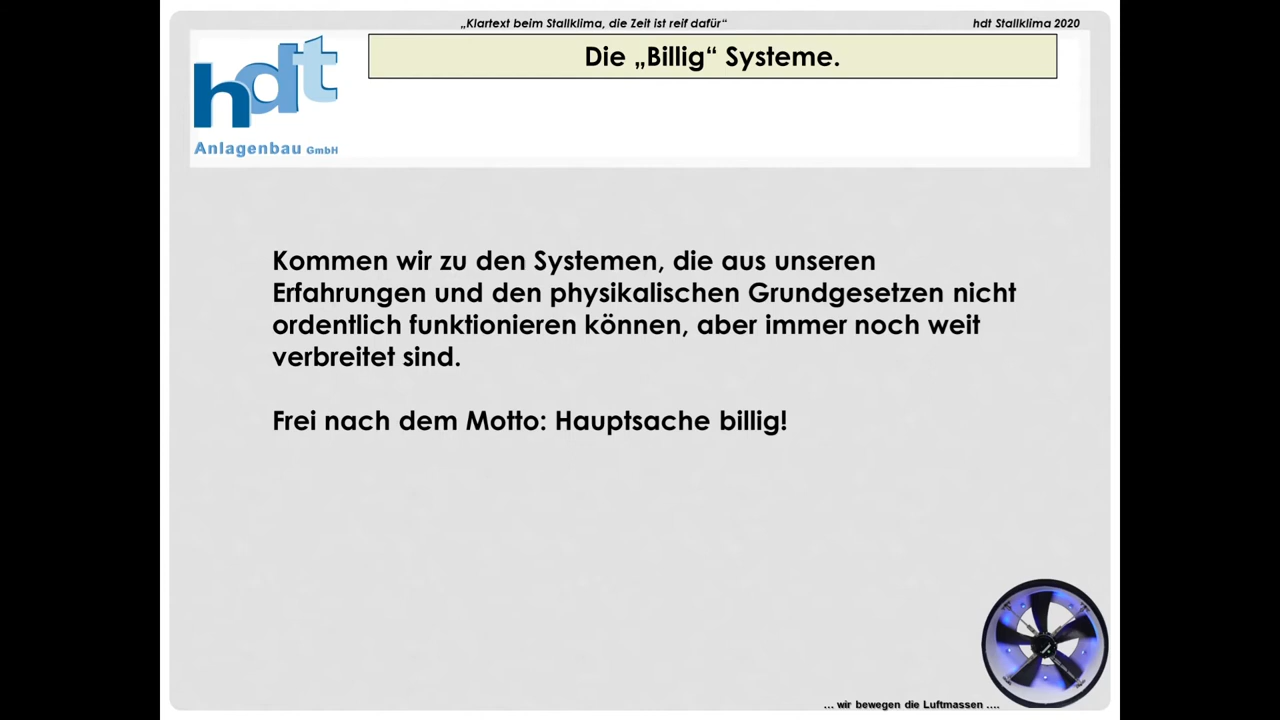 „Klartext beim Stallklima, die Zeit ist reif dafür“
hdt Stallklima 2020
hdt
Anlagenbau GmbH
Die „Billig“ Systeme.
Kommen wir zu den Systemen, die aus unseren
Erfahrungen und den physikalischen Grundgesetzen nicht
ordentlich funktionieren können, aber immer noch weit
verbreitet sind.
Frei nach dem Motto: Hauptsache billig!
... wir bewegen die Luftmassen ....